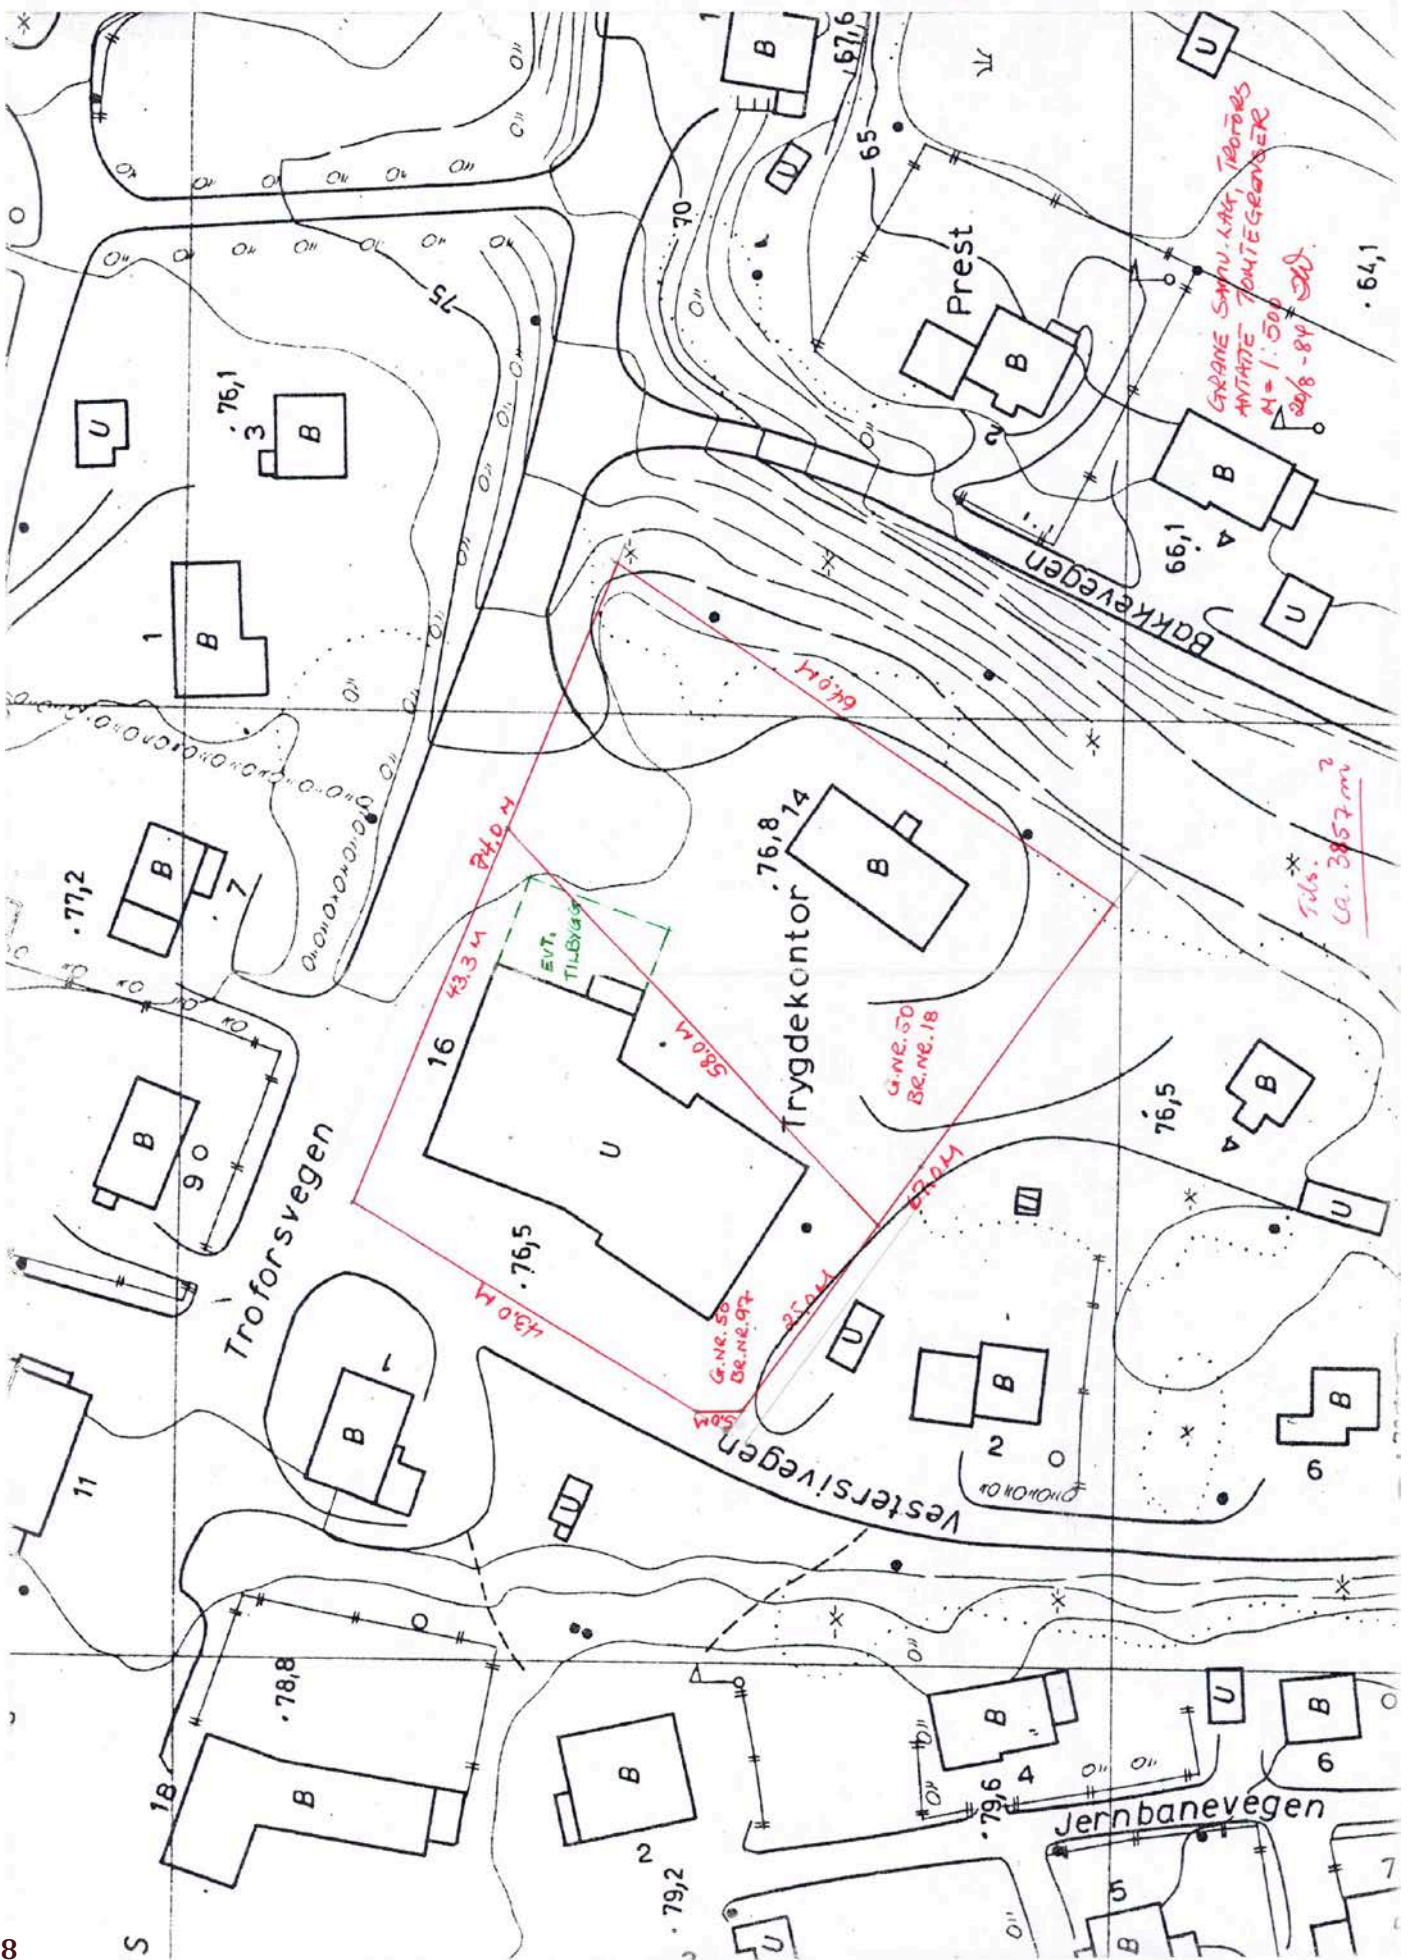 GRANE SAMV.LAG, TROFORS
ANTATTE TOMTEGRENSER
M = 1:500
20/8-84
Tils.
ca. 3857 m²
74.0 M
43.3 M
64.0 M
58.0 M
67.0 M
25.0 M
43.0 M
5.0 M
EVT.
TILBYGG
G.NR. 50
BR.NR. 18
G.NR. 50
BR.NR. 97
Troforsvegen
Vestersivegen
Bakkevegen
Jernbanevegen
Trygdekontor
Prest
B
1
67,6
U
U
65
70
75
U
76,1
3
B
1
B
B
2
B
4
66,1
U
64,1
77,2
B
7
76,8
14
B
16
U
B
9
76,5
76,5
B
4
U
U
U
B
1
B
2
B
6
11
U
78,8
18
B
B
2
79,2
B
4
79,6
U
B
6
5
B
U
7
S
8